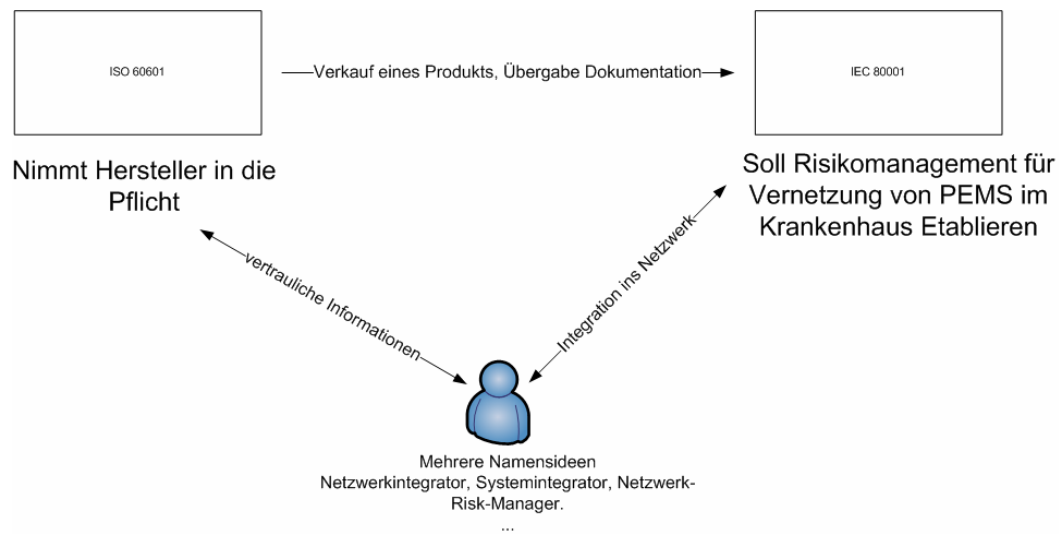 ISO 60601
Verkauf eines Produkts, Übergabe Dokumentation
IEC 80001
Nimmt Hersteller in die
Pflicht
Soll Risikomanagement für
Vernetzung von PEMS im
Krankenhaus Etablieren
vertrauliche Informationen
Integration ins Netzwerk
Mehrere Namensideen
Netzwerkintegrator, Systemintegrator, Netzwerk-
Risk-Manager.
...